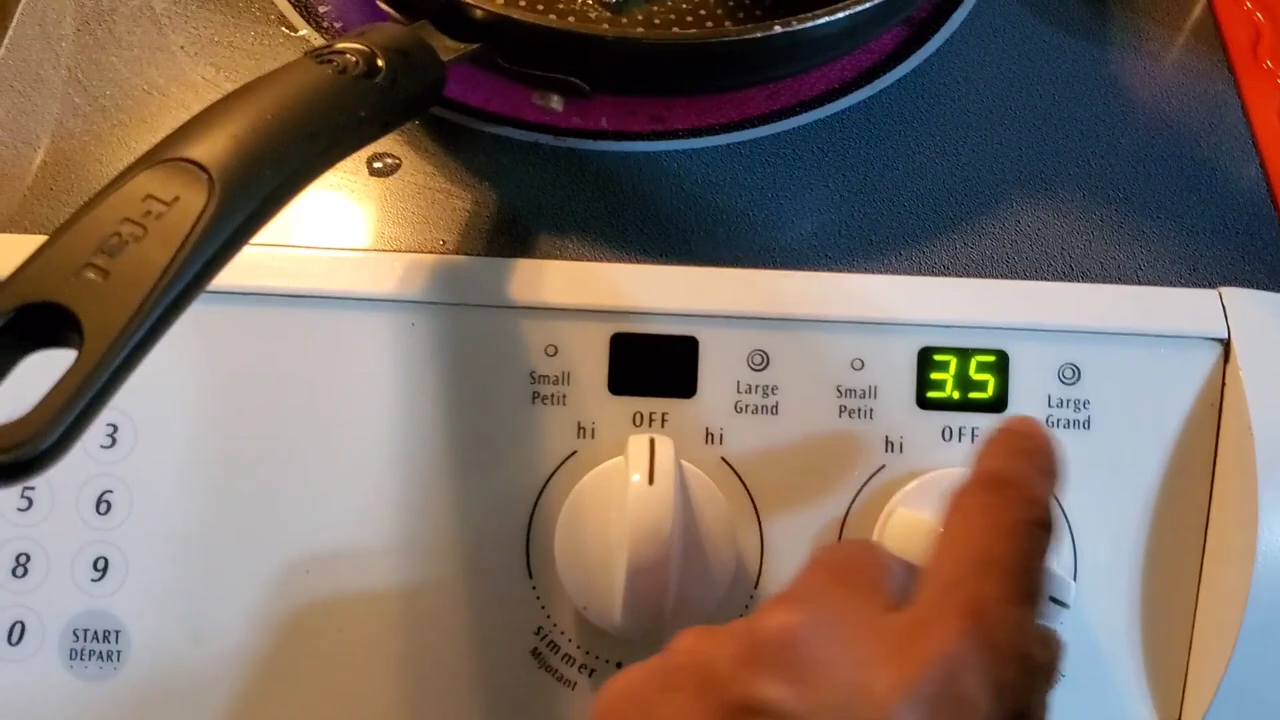 T-fal
3.5
Small
Petit
Large
Grand
Small
Petit
Large
Grand
OFF
OFF
hi
hi
hi
3
5
6
8
9
0
START
DÉPART
simmer
Mijotant